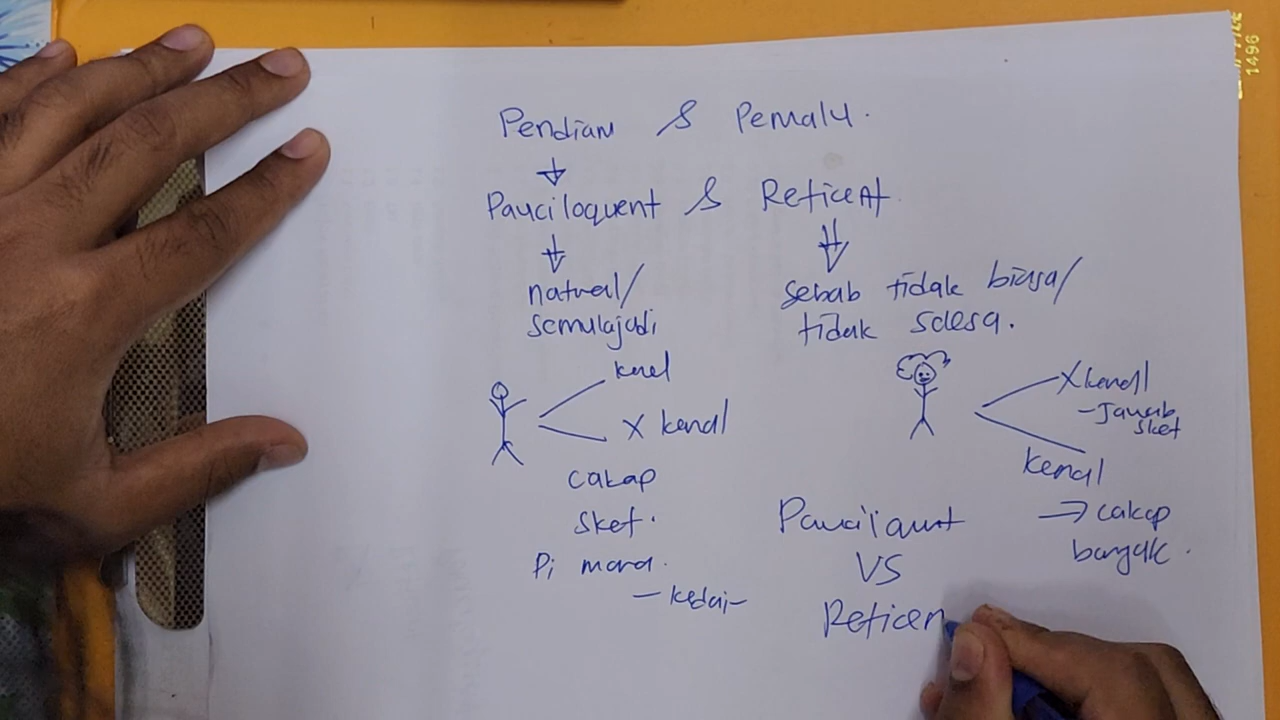 Pendiam & Pemalu.
Pauciloquent & Reticent.
natural/
semulajadi
kenal
X kenal
cakap
sket.
Pi mana.
- kedai-
sebab tidak biasa/
tidak selesa.
X kenal
- Jawab
sket
kenal
→ cakap
banyak.
VS
Reticen
1496